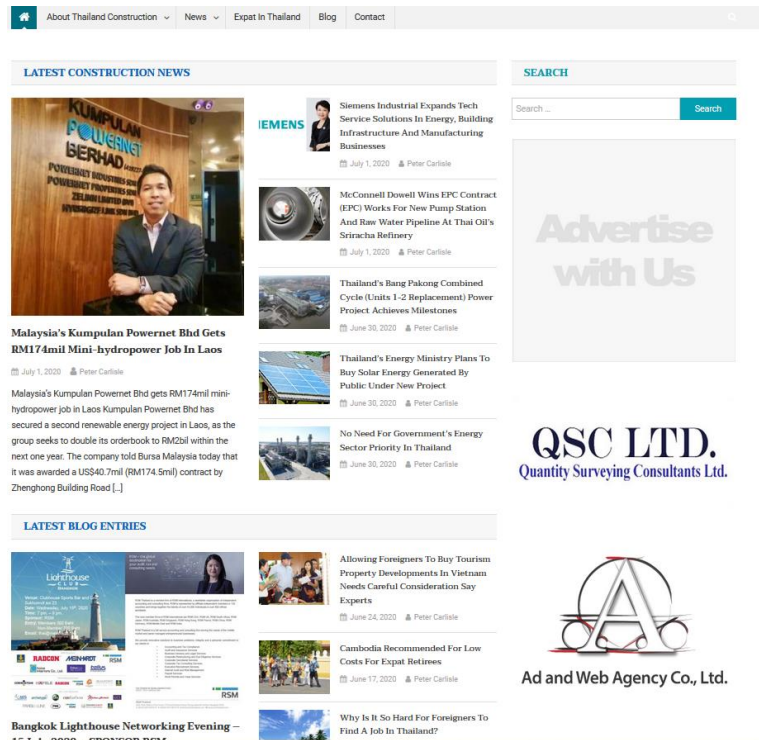 About Thailand Construction
News
Expat In Thailand
Blog
Contact
LATEST CONSTRUCTION NEWS
KUMPULAN
POWERNET
BERHAD
POWERNET INDUSTRIES
POWERNET PROPERTIES
Malaysia's Kumpulan Powernet Bhd Gets
RM174mil Mini-hydropower Job In Laos
July 1, 2020 Peter Carlisle
Malaysia's Kumpulan Powernet Bhd gets RM174mil mini-
hydropower job in Laos Kumpulan Powernet Bhd has
secured a second renewable energy project in Laos, as the
group seeks to double its orderbook to RM2bil within the
next one year. The company told Bursa Malaysia today that
it was awarded a US$40.7mil (RM174.5mil) contract by
Zhenghong Building Road [...]
IEMENS
Siemens Industrial Expands Tech
Service Solutions In Energy, Building
Infrastructure And Manufacturing
Businesses
July 1, 2020 Peter Carlisle
McConnell Dowell Wins EPC Contract
(EPC) Works For New Pump Station
And Raw Water Pipeline At Thai Oil's
Sriracha Refinery
July 1, 2020 Peter Carlisle
Thailand's Bang Pakong Combined
Cycle (Units 1-2 Replacement) Power
Project Achieves Milestones
June 30, 2020 Peter Carlisle
Thailand's Energy Ministry Plans To
Buy Solar Energy Generated By
Public Under New Project
June 30, 2020 Peter Carlisle
No Need For Government's Energy
Sector Priority In Thailand
June 30, 2020 Peter Carlisle
SEARCH
Search ...
Search
Advertise
with Us
QSC LTD.
Quantity Surveying Consultants Ltd.
Ad and Web Agency Co., Ltd.
LATEST BLOG ENTRIES
Lighthouse
CLUB
RSM
RSM
Bangkok Lighthouse Networking Evening –
15 July 2020 – SPONSOR RSM
Allowing Foreigners To Buy Tourism
Property Developments In Vietnam
Needs Careful Consideration Say
Experts
June 24, 2020 Peter Carlisle
Cambodia Recommended For Low
Costs For Expat Retirees
June 17, 2020 Peter Carlisle
Why Is It So Hard For Foreigners To
Find A Job In Thailand?